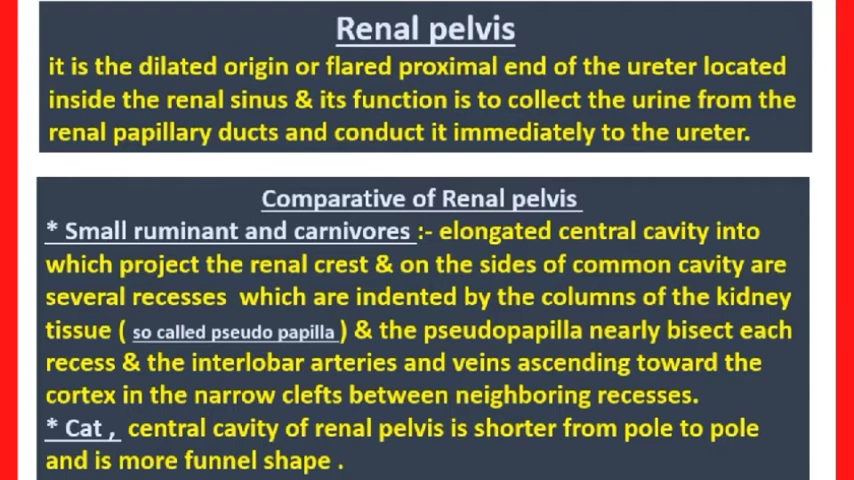 Renal pelvis
it is the dilated origin or flared proximal end of the ureter located
inside the renal sinus & its function is to collect the urine from the
renal papillary ducts and conduct it immediately to the ureter.
Comparative of Renal pelvis
* Small ruminant and carnivores :- elongated central cavity into
which project the renal crest & on the sides of common cavity are
several recesses which are indented by the columns of the kidney
tissue ( so called pseudo papilla ) & the pseudopapilla nearly bisect each
recess & the interlobar arteries and veins ascending toward the
cortex in the narrow clefts between neighboring recesses.
* Cat , central cavity of renal pelvis is shorter from pole to pole
and is more funnel shape .